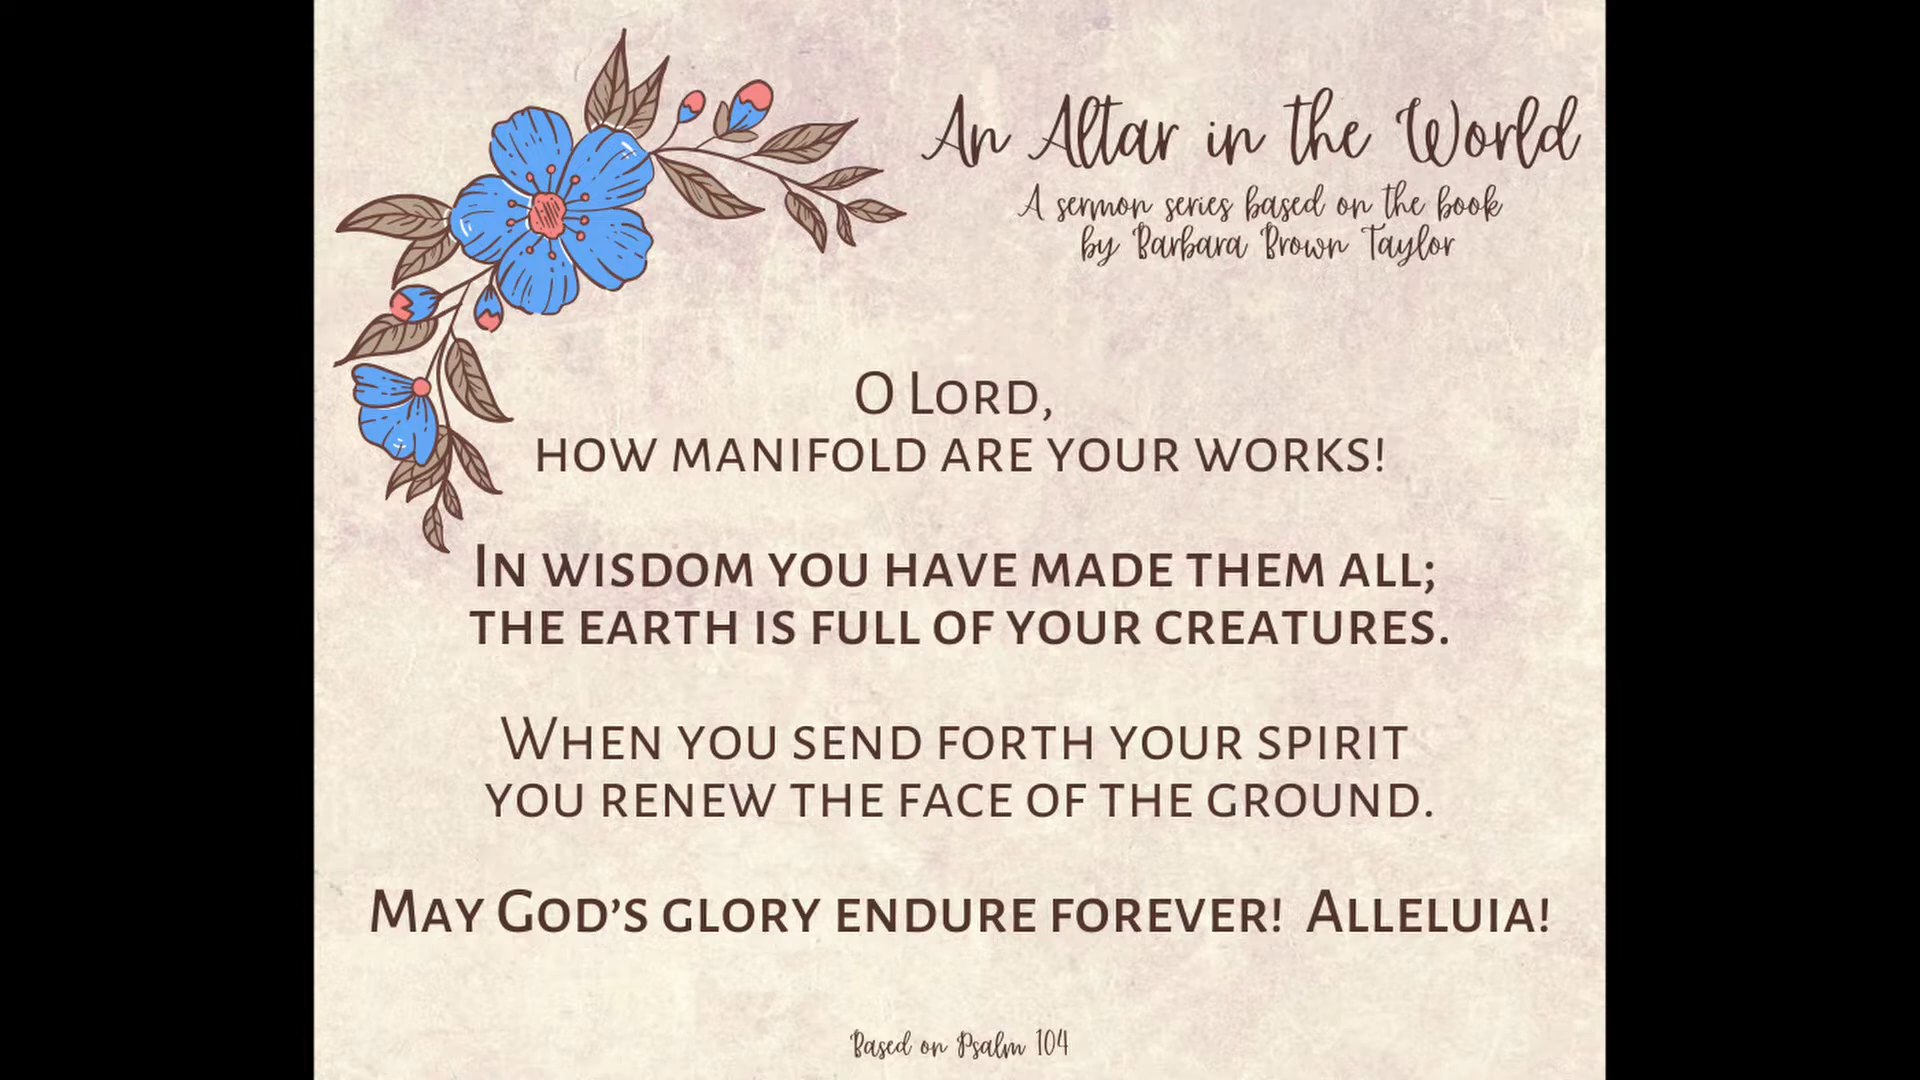 An Altar in the World
A sermon series based on the book
by Barbara Brown Taylor
O Lord,
how manifold are your works!
In wisdom you have made them all;
the earth is full of your creatures.
When you send forth your spirit
you renew the face of the ground.
May God’s glory endure forever! Alleluia!
Based on Psalm 104